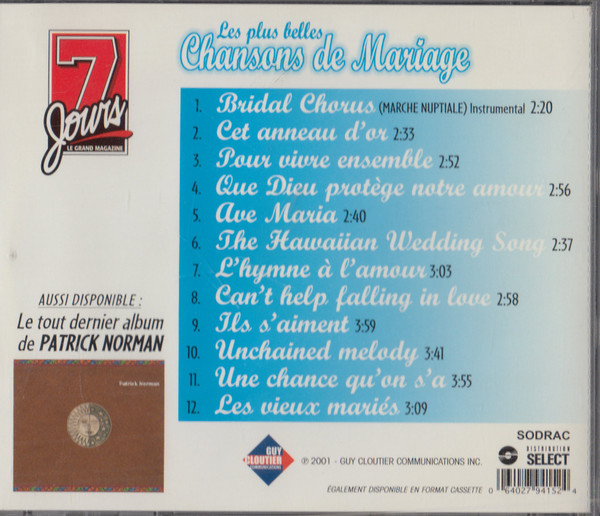 7
Jours
LE GRAND MAGAZINE
Les plus belles
Chansons de Mariage
1. Bridal Chorus (MARCHE NUPTIALE) Instrumental 2:20
2. Cet anneau d'or 2:33
3. Pour vivre ensemble 2:52
4. Que Dieu protège notre amour 2:56
5. Ave Maria 2:40
6. The Hawaiian Wedding Song 2:37
7. L'hymne à l'amour 3:03
8. Can't help falling in love 2:58
9. Ils s'aiment 3:59
10. Unchained melody 3:41
11. Une chance qu'on s'a 3:55
12. Les vieux mariés 3:09
AUSSI DISPONIBLE :
Le tout dernier album
de PATRICK NORMAN
Patrick Norman
GUY
CLOUTIER
COMMUNICATIONS
℗ 2001 - GUY CLOUTIER COMMUNICATIONS INC.
SODRAC
DISTRIBUTION
SELECT
ÉGALEMENT DISPONIBLE EN FORMAT CASSETTE
0 64027 94152 4